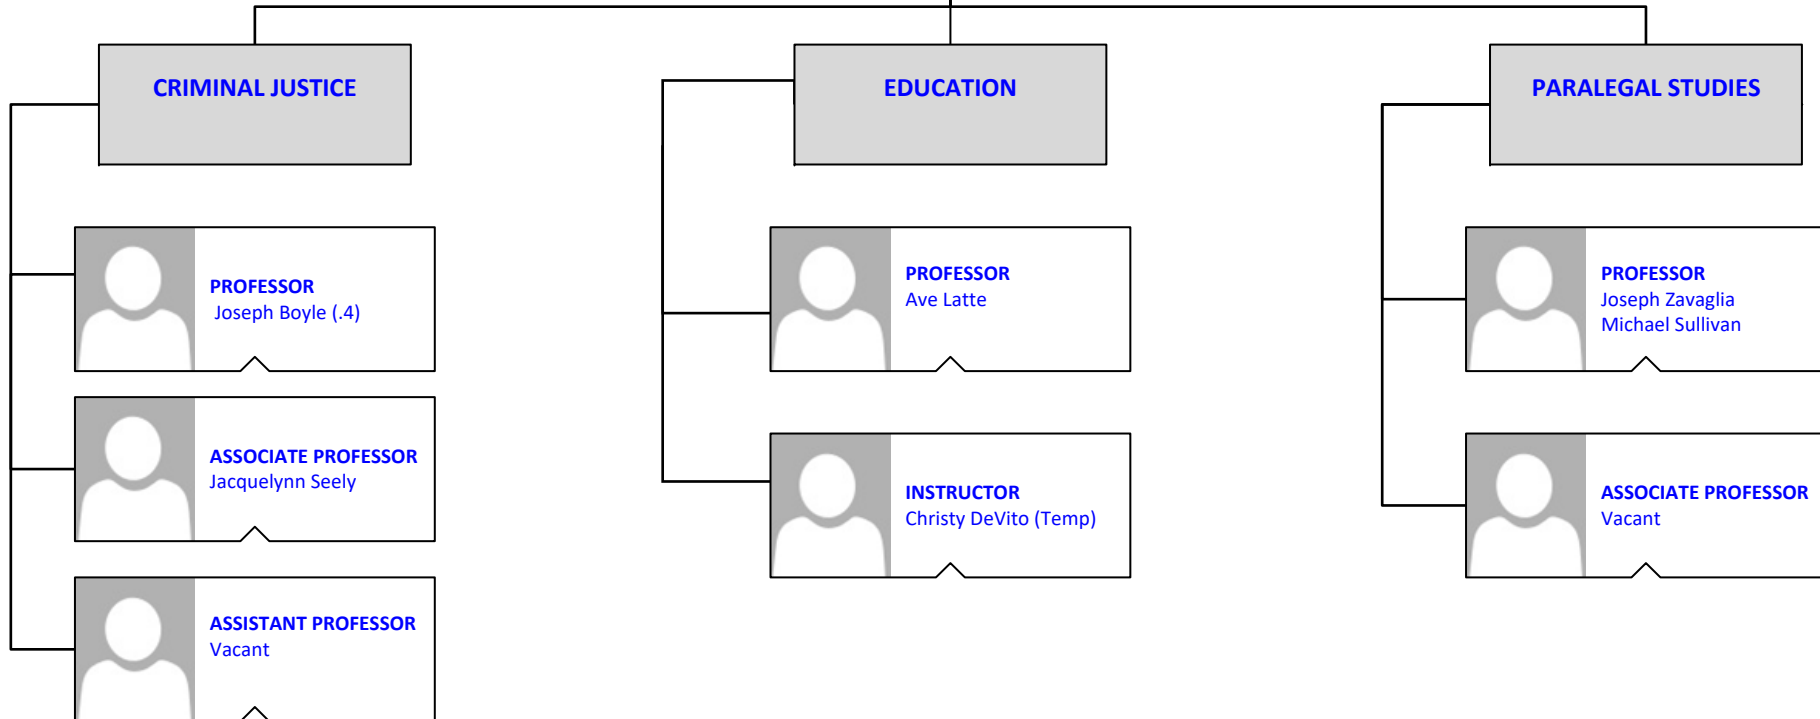 CRIMINAL JUSTICE
PROFESSOR
Joseph Boyle (.4)
ASSOCIATE PROFESSOR
Jacquelynn Seely
ASSISTANT PROFESSOR
Vacant
EDUCATION
PROFESSOR
Ave Latte
INSTRUCTOR
Christy DeVito (Temp)
PARALEGAL STUDIES
PROFESSOR
Joseph Zavaglia
Michael Sullivan
ASSOCIATE PROFESSOR
Vacant